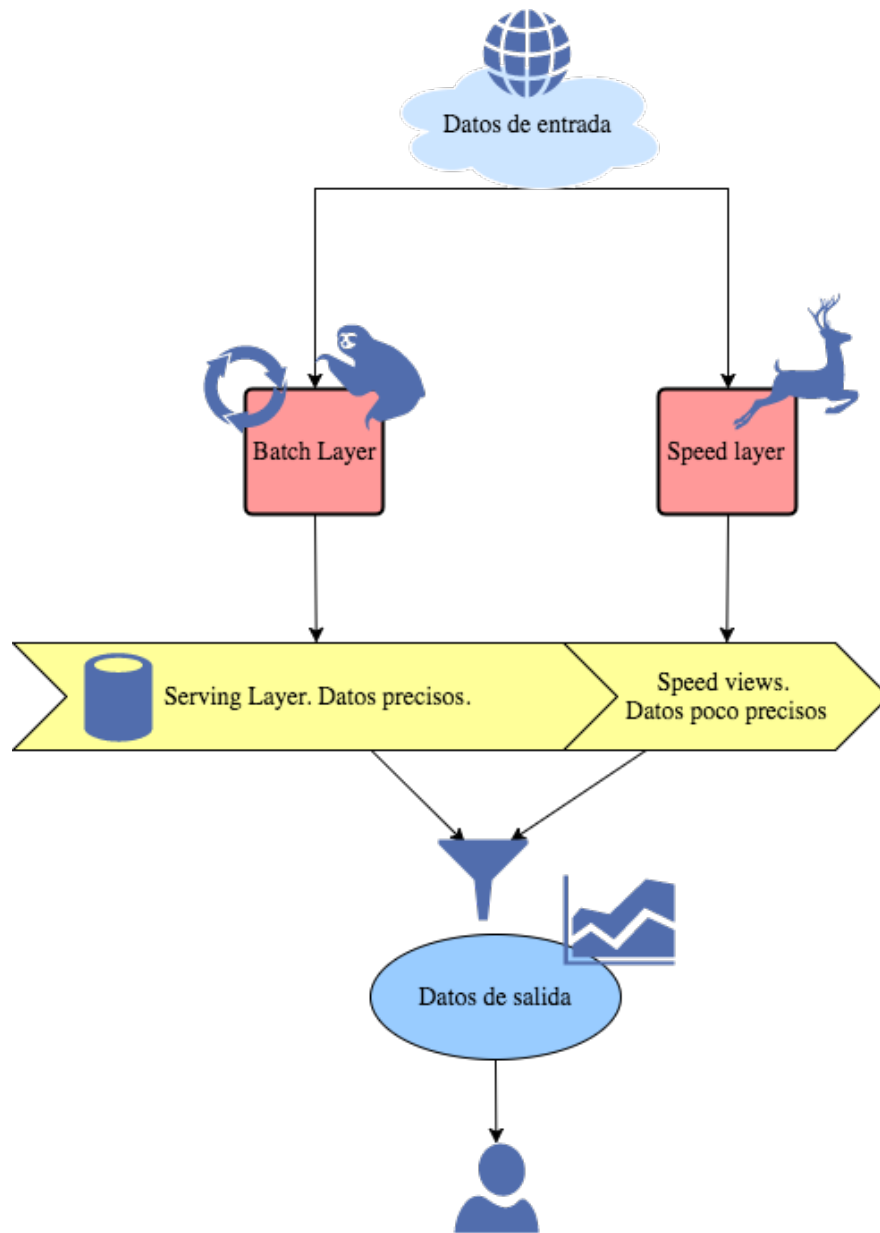 Datos de entrada
Batch Layer
Speed layer
Serving Layer. Datos precisos.
Speed views.
Datos poco precisos
Datos de salida